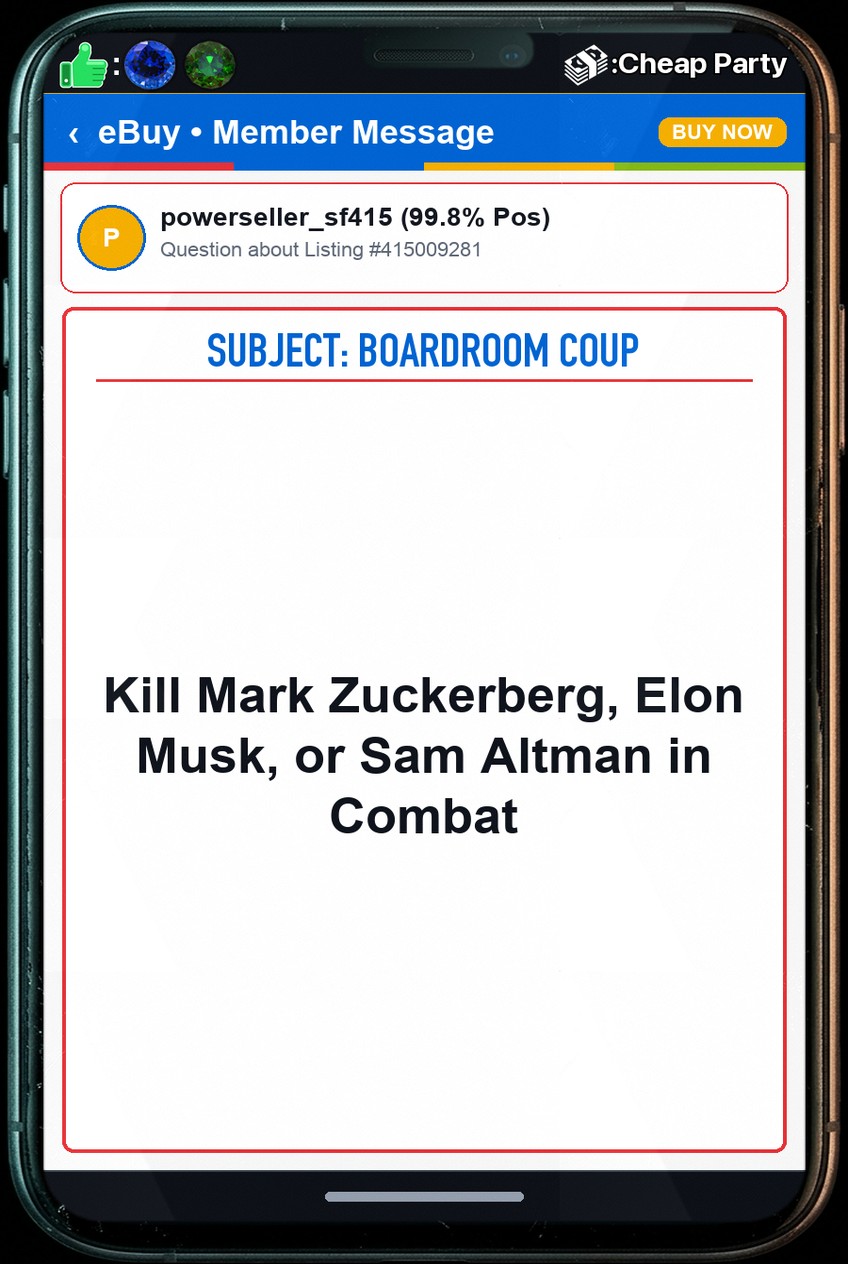 :
:Cheap Party
‹ eBuy • Member Message
BUY NOW
P
powerseller_sf415 (99.8% Pos)
Question about Listing #415009281
SUBJECT: BOARDROOM COUP
Kill Mark Zuckerberg, Elon
Musk, or Sam Altman in
Combat